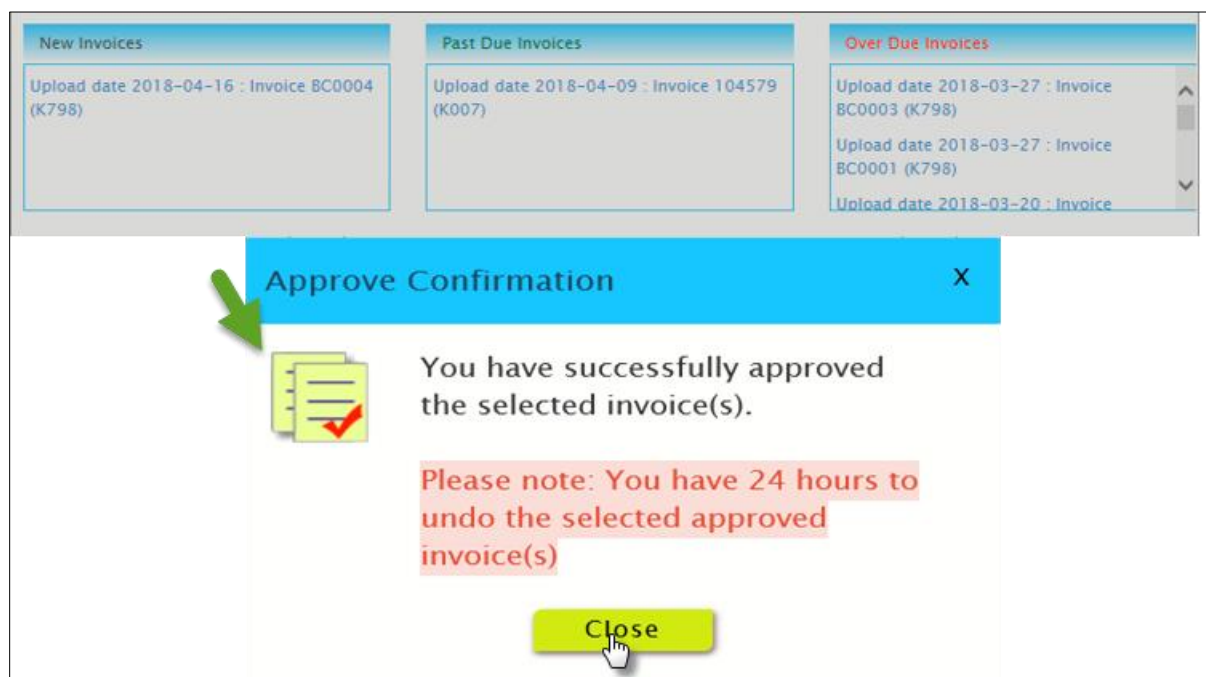 New Invoices
Upload date 2018-04-16 : Invoice BC0004
(K798)
Past Due Invoices
Upload date 2018-04-09 : Invoice 104579
(K007)
Over Due Invoices
Upload date 2018-03-27 : Invoice
BC0003 (K798)
Upload date 2018-03-27 : Invoice
BC0001 (K798)
Upload date 2018-03-20 : Invoice
Approve Confirmation
X
You have successfully approved
the selected invoice(s).
Please note: You have 24 hours to
undo the selected approved
invoice(s)
Close